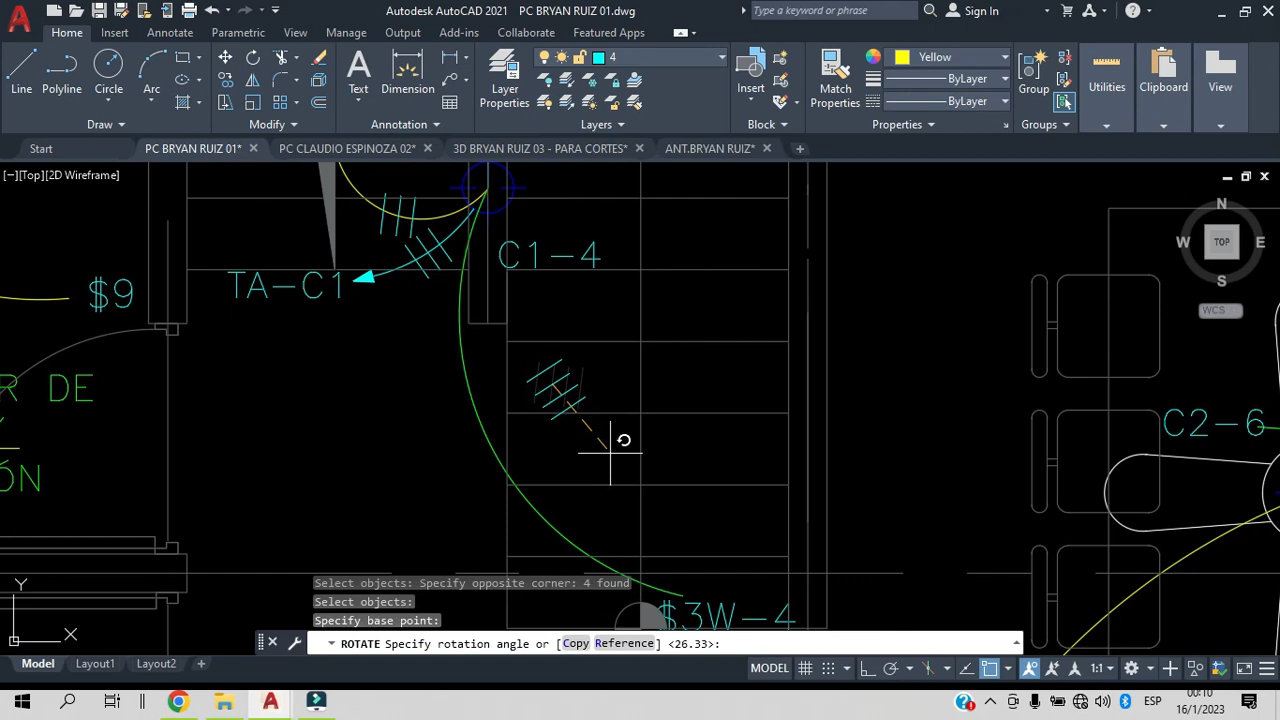 Autodesk AutoCAD 2021 PC BRYAN RUIZ 01.dwg
Type a keyword or phrase
Sign In
Home Insert Annotate Parametric View Manage Output Add-ins Collaborate Featured Apps
Line Polyline Circle Arc
Text Dimension
Layer Properties
4
Insert
Match Properties
Yellow
ByLayer
ByLayer
Group
Utilities
Clipboard
View
Draw Modify Annotation Layers Block Properties Groups
Start PC BRYAN RUIZ 01* PC CLAUDIO ESPINOZA 02* 3D BRYAN RUIZ 03 - PARA CORTES* ANT.BRYAN RUIZ*
[−][Top][2D Wireframe]
N
W TOP E
S
WCS
C1-4
TA-C1
$9
R DE
C2-6
ÓN
$3W-4
Y
X
Select objects: Specify opposite corner: 4 found
Select objects:
Specify base point:
ROTATE Specify rotation angle or [Copy Reference] <26.33>:
Model Layout1 Layout2
MODEL
1:1
ESP
00:10
16/1/2023